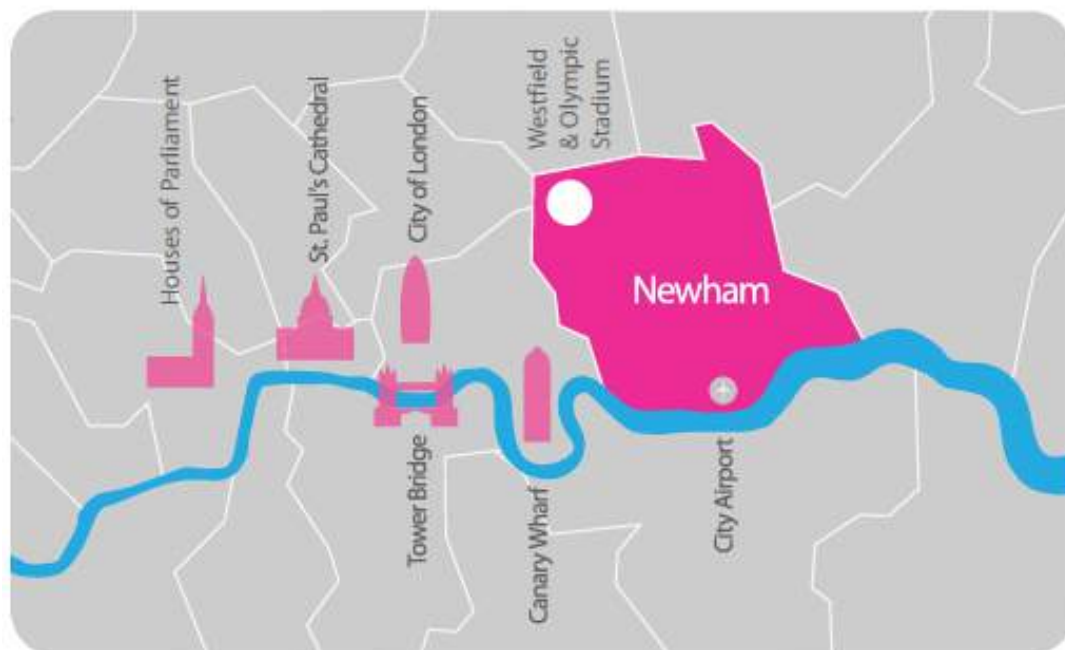 Houses of Parliament
St. Paul's Cathedral
City of London
Westfield
& Olympic
Stadium
Newham
Tower Bridge
Canary Wharf
City Airport